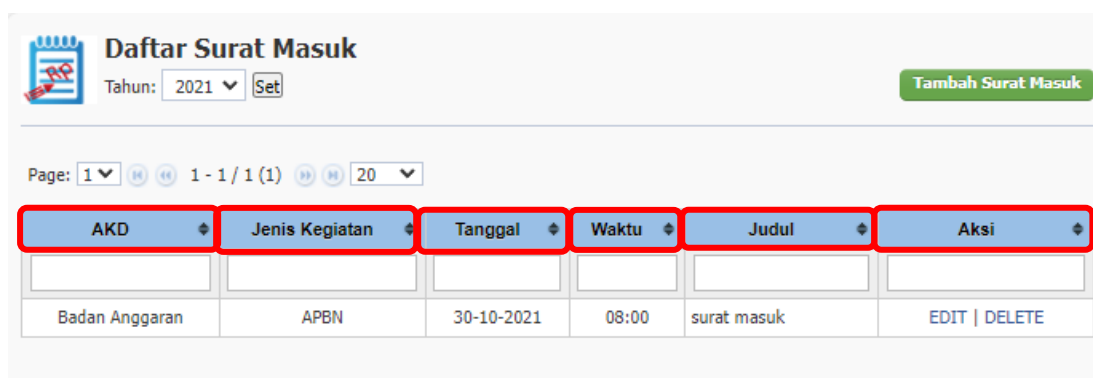 Daftar Surat Masuk
RP
Tahun: 2021 Set
Tambah Surat Masuk
Page: 1 1 - 1 / 1 (1) 20
AKD Jenis Kegiatan Tanggal Waktu Judul Aksi
Badan Anggaran APBN 30-10-2021 08:00 surat masuk EDIT | DELETE